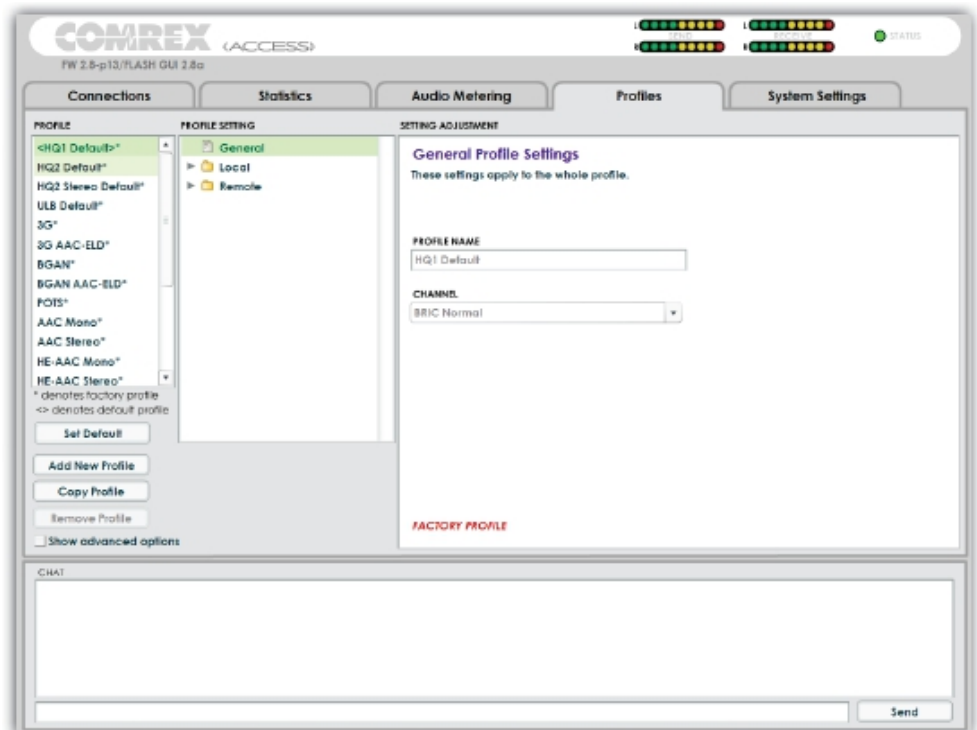 COMREX (ACCESS)
L SEND R
L RECEIVE R
STATUS
FW 2.8-p13/FLASH GUI 2.8a
Connections
Statistics
Audio Metering
Profiles
System Settings
PROFILE
<HQ1 Default>*
HQ2 Default*
HQ2 Stereo Default*
ULB Default*
3G*
3G AAC-ELD*
BGAN*
BGAN AAC-ELD*
POTS*
AAC Mono*
AAC Stereo*
HE-AAC Mono*
HE-AAC Stereo*
* denotes factory profile
<> denotes default profile
Set Default
Add New Profile
Copy Profile
Remove Profile
Show advanced options
PROFILE SETTING
General
Local
Remote
SETTING ADJUSTMENT
General Profile Settings
These settings apply to the whole profile.
PROFILE NAME
HQ1 Default
CHANNEL
BRIC Normal
FACTORY PROFILE
CHAT
Send